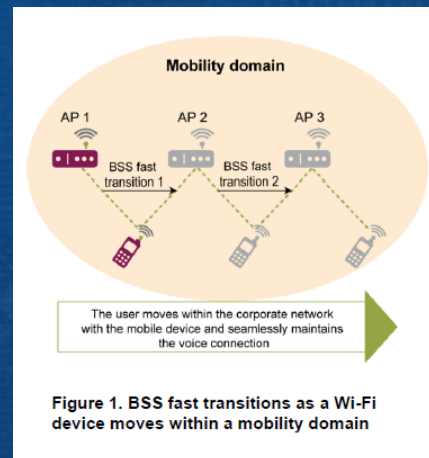 Mobility domain
AP 1
AP 2
AP 3
BSS fast
transition 1
BSS fast
transition 2
The user moves within the corporate network
with the mobile device and seamlessly maintains
the voice connection
Figure 1. BSS fast transitions as a Wi-Fi
device moves within a mobility domain